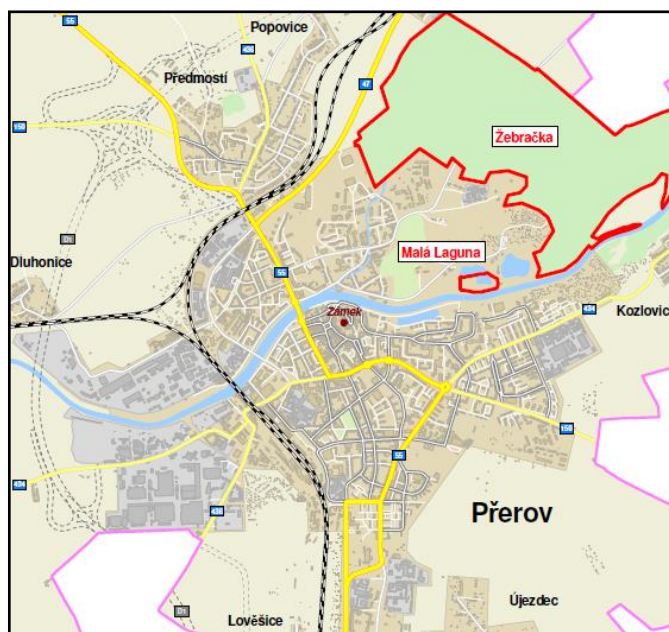 Popovice
55
436
Předmostí
47
150
Žebračka
D1
Dluhonice
55
Malá Laguna
Zámek
434
Kozlovic
150
55
434
436
Přerov
D1
Lověšice
Újezdec